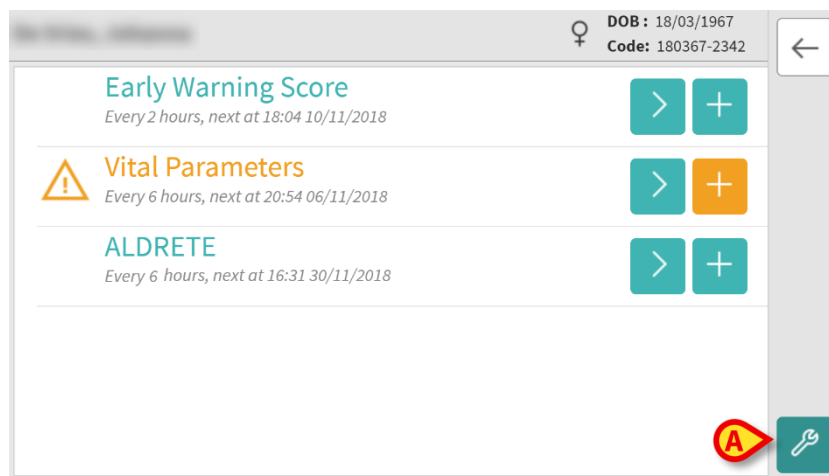 DOB : 18/03/1967
Code: 180367-2342
Early Warning Score
Every 2 hours, next at 18:04 10/11/2018
Vital Parameters
Every 6 hours, next at 20:54 06/11/2018
ALDRETE
Every 6 hours, next at 16:31 30/11/2018
A